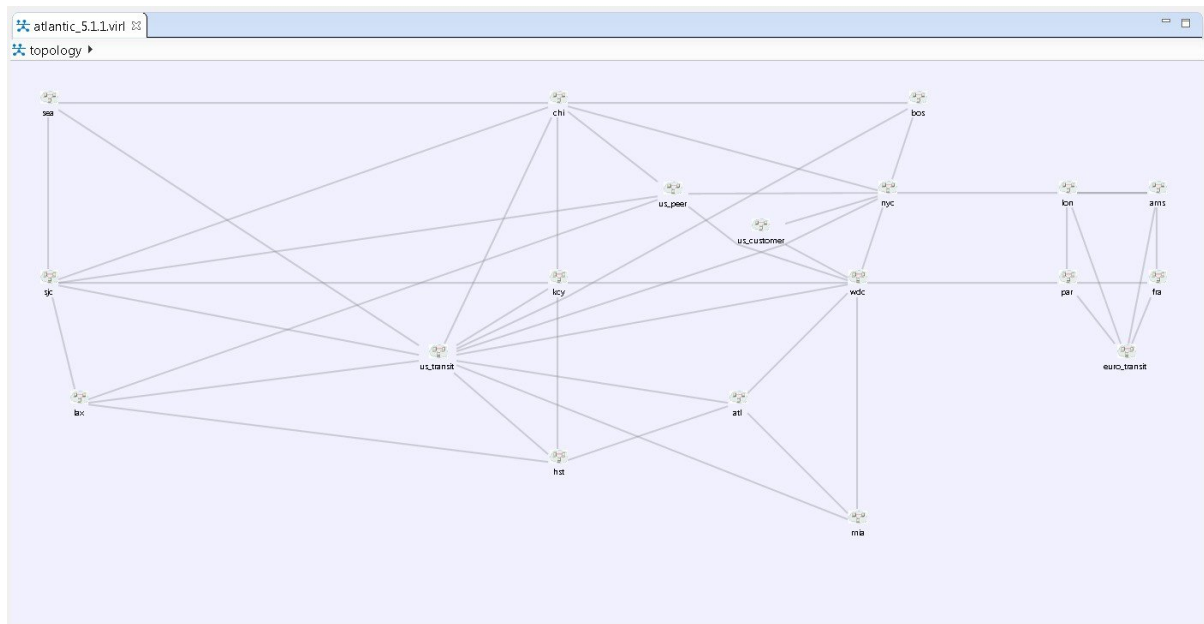 atlantic_5.1.1.virl
topology
sea
chi
bos
us_peer
nyc
lon
ams
us_customer
sjc
kcy
wdc
par
fra
us_transit
euro_transit
lax
atl
hst
mia